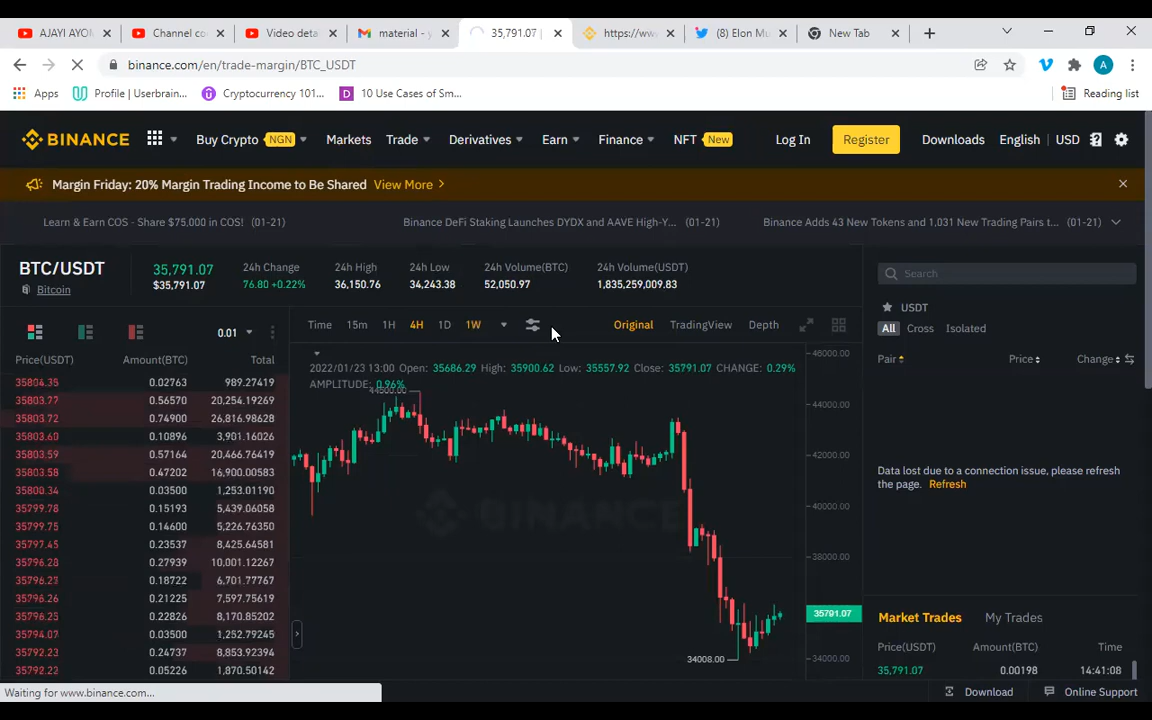 AJAYI AYON
Channel co
Video deta
material - y
35,791.07
https://www
(8) Elon Mu
New Tab
binance.com/en/trade-margin/BTC_USDT
A
Apps
Profile | Userbrain...
Cryptocurrency 101...
D
10 Use Cases of Sm...
Reading list
BINANCE
Buy Crypto NGN
Markets
Trade
Derivatives
Earn
Finance
NFT New
Log In
Register
Downloads
English | USD
Margin Friday: 20% Margin Trading Income to Be Shared View More
Learn & Earn COS - Share $75,000 in COS! (01-21)
Binance DeFi Staking Launches DYDX and AAVE High-Y... (01-21)
Binance Adds 43 New Tokens and 1,031 New Trading Pairs t... (01-21)
BTC/USDT
Bitcoin
35,791.07
$35,791.07
24h Change
76.80 +0.22%
24h High
36,150.76
24h Low
34,243.38
24h Volume(BTC)
52,050.97
24h Volume(USDT)
1,835,259,009.83
Search
USDT
All Cross Isolated
Pair Price Change
Data lost due to a connection issue, please refresh
the page. Refresh
0.01
Price(USDT) Amount(BTC) Total
35804.35 0.02763 989.27419
35803.77 0.56570 20,254.19269
35803.72 0.74900 26,816.98628
35803.60 0.10896 3,901.16026
35803.59 0.57164 20,466.76419
35803.58 0.47202 16,900.00583
35800.34 0.03500 1,253.01190
35799.78 0.15193 5,439.06058
35799.75 0.14600 5,226.76350
35797.45 0.23537 8,425.64581
35796.28 0.27939 10,001.12267
35796.27 0.18722 6,701.77767
35796.26 0.21225 7,597.75619
35796.25 0.22826 8,170.85202
35794.07 0.03500 1,252.79245
35792.23 0.24737 8,853.92394
35792.22 0.05226 1,870.50142
Time 15m 1H 4H 1D 1W
Original TradingView Depth
2022/01/23 13:00 Open: 35686.29 High: 35900.62 Low: 35557.92 Close: 35791.07 CHANGE: 0.29%
AMPLITUDE: 0.96%
44500.00
BINANCE
34008.00
46000.00
44000.00
42000.00
40000.00
38000.00
35791.07
34000.00
Market Trades My Trades
Price(USDT) Amount(BTC) Time
35,791.07 0.00198 14:41:08
Waiting for www.binance.com...
Download
Online Support